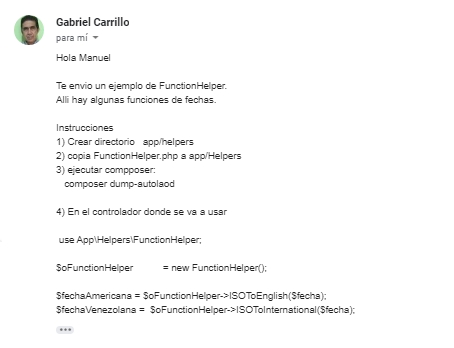 Gabriel Carrillo
para mí
Hola Manuel
Te envio un ejemplo de FunctionHelper.
Alli hay algunas funciones de fechas.
Instrucciones
1) Crear directorio app/helpers
2) copia FunctionHelper.php a app/Helpers
3) ejecutar compposer:
composer dump-autolaod
4) En el controlador donde se va a usar
use App\Helpers\FunctionHelper;
$oFunctionHelper = new FunctionHelper();
$fechaAmericana = $oFunctionHelper->ISOToEnglish($fecha);
$fechaVenezolana = $oFunctionHelper->ISOToInternational($fecha);